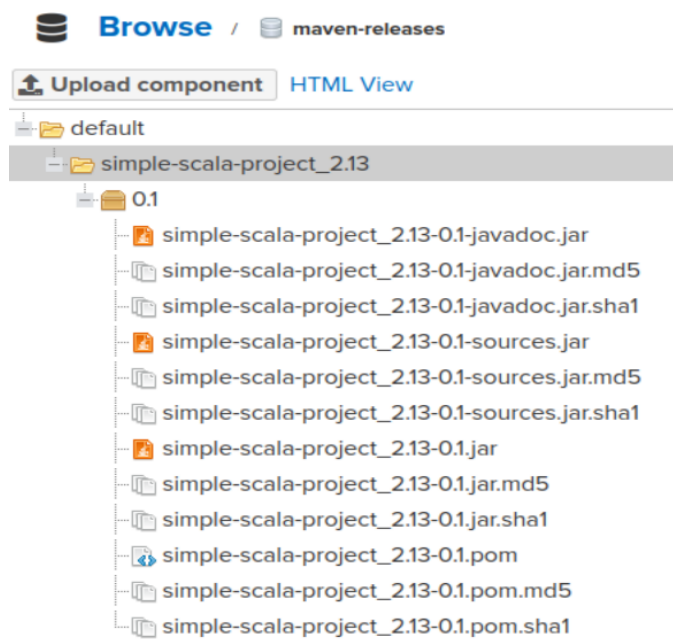 Browse / maven-releases
Upload component HTML View
default
simple-scala-project_2.13
0.1
simple-scala-project_2.13-0.1-javadoc.jar
simple-scala-project_2.13-0.1-javadoc.jar.md5
simple-scala-project_2.13-0.1-javadoc.jar.sha1
simple-scala-project_2.13-0.1-sources.jar
simple-scala-project_2.13-0.1-sources.jar.md5
simple-scala-project_2.13-0.1-sources.jar.sha1
simple-scala-project_2.13-0.1.jar
simple-scala-project_2.13-0.1.jar.md5
simple-scala-project_2.13-0.1.jar.sha1
simple-scala-project_2.13-0.1.pom
simple-scala-project_2.13-0.1.pom.md5
simple-scala-project_2.13-0.1.pom.sha1